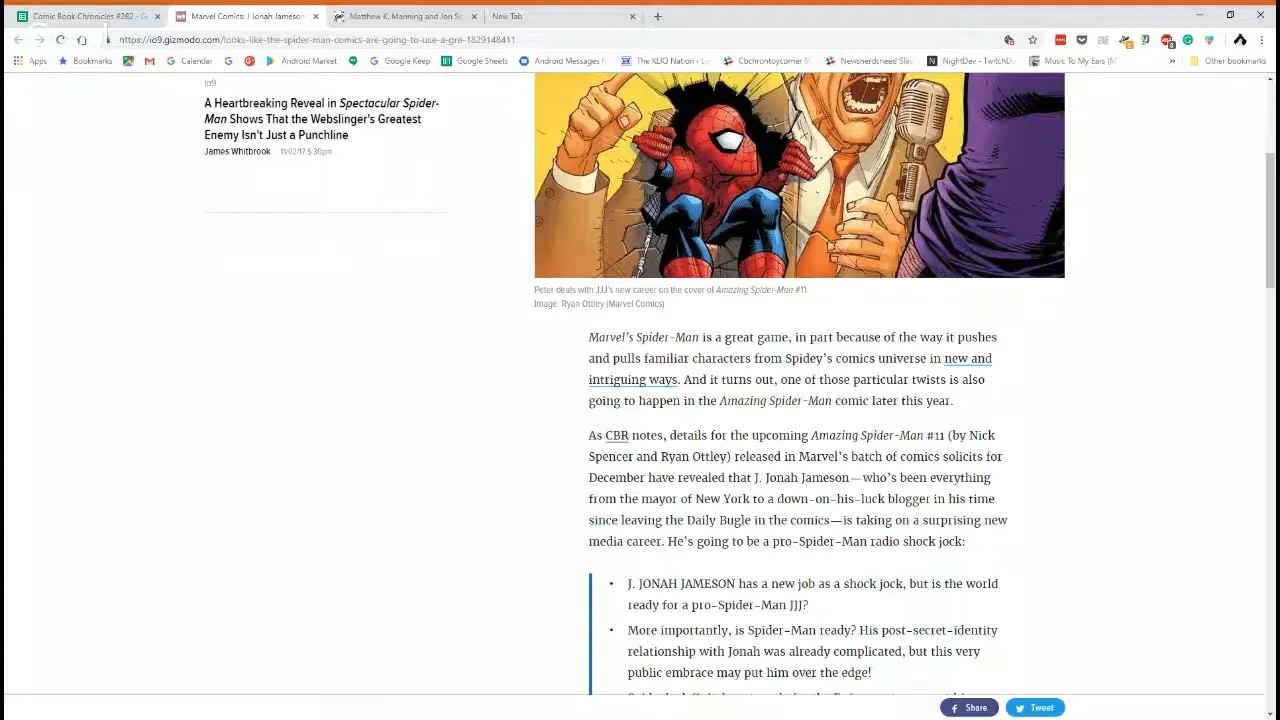 Comic Book Chronicles #282 - G
Marvel Comics: J Jonah Jameson
Matthew K. Manning and Jon So
New Tab
https://io9.gizmodo.com/looks-like-the-spider-man-comics-are-going-to-use-a-gre-1829148411
Apps Bookmarks Calendar Android Market Google Keep Google Sheets Android Messages The KLIQ Nation Cbchrontoycorner Newsnerdsneed Slac NightDev - TwitchD Music To My Ears (M » Other bookmarks
io9
A Heartbreaking Reveal in Spectacular Spider-
Man Shows That the Webslinger's Greatest
Enemy Isn't Just a Punchline
James Whitbrook 11/02/17 5:30pm
Peter deals with JJJ's new career on the cover of Amazing Spider-Man #11.
Image: Ryan Ottley (Marvel Comics)
Marvel's Spider-Man is a great game, in part because of the way it pushes
and pulls familiar characters from Spidey's comics universe in new and
intriguing ways. And it turns out, one of those particular twists is also
going to happen in the Amazing Spider-Man comic later this year.
As CBR notes, details for the upcoming Amazing Spider-Man #11 (by Nick
Spencer and Ryan Ottley) released in Marvel's batch of comics solicits for
December have revealed that J. Jonah Jameson—who's been everything
from the mayor of New York to a down-on-his-luck blogger in his time
since leaving the Daily Bugle in the comics—is taking on a surprising new
media career. He's going to be a pro-Spider-Man radio shock jock:
• J. JONAH JAMESON has a new job as a shock jock, but is the world
ready for a pro-Spider-Man JJJ?
• More importantly, is Spider-Man ready? His post-secret-identity
relationship with Jonah was already complicated, but this very
public embrace may put him over the edge!
Share
Tweet